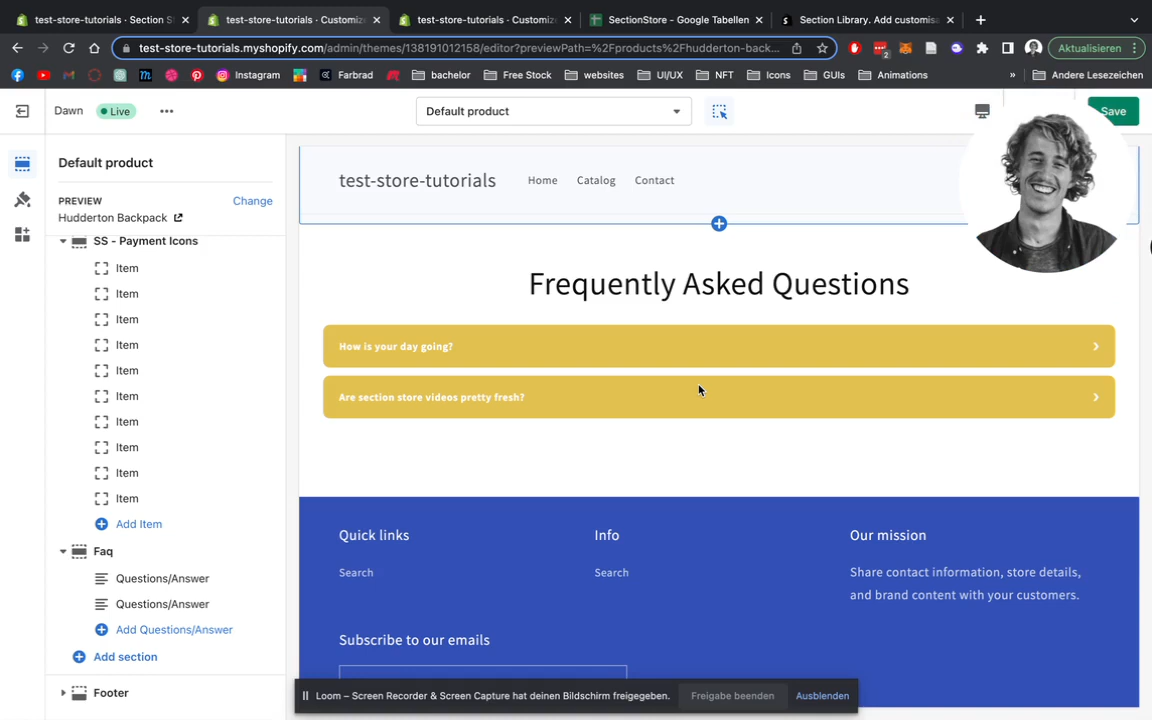 test-store-tutorials · Section S
test-store-tutorials · Customize
test-store-tutorials · Customize
SectionStore - Google Tabellen
Section Library. Add customisa
test-store-tutorials.myshopify.com/admin/themes/138191012158/editor?previewPath=%2Fproducts%2Fhudderton-back...
2
Aktualisieren
Instagram
Farbrad
bachelor
Free Stock
websites
UI/UX
NFT
Icons
GUIs
Animations
»
Andere Lesezeichen
Dawn
Live
Default product
Save
Default product
PREVIEW
Change
Hudderton Backpack
SS - Payment Icons
Item
Item
Item
Item
Item
Item
Item
Item
Item
Item
Add Item
Faq
Questions/Answer
Questions/Answer
Add Questions/Answer
Add section
Footer
test-store-tutorials
Home
Catalog
Contact
Frequently Asked Questions
How is your day going?
Are section store videos pretty fresh?
Quick links
Info
Our mission
Search
Search
Share contact information, store details,
and brand content with your customers.
Subscribe to our emails
Loom – Screen Recorder & Screen Capture hat deinen Bildschirm freigegeben.
Freigabe beenden
Ausblenden